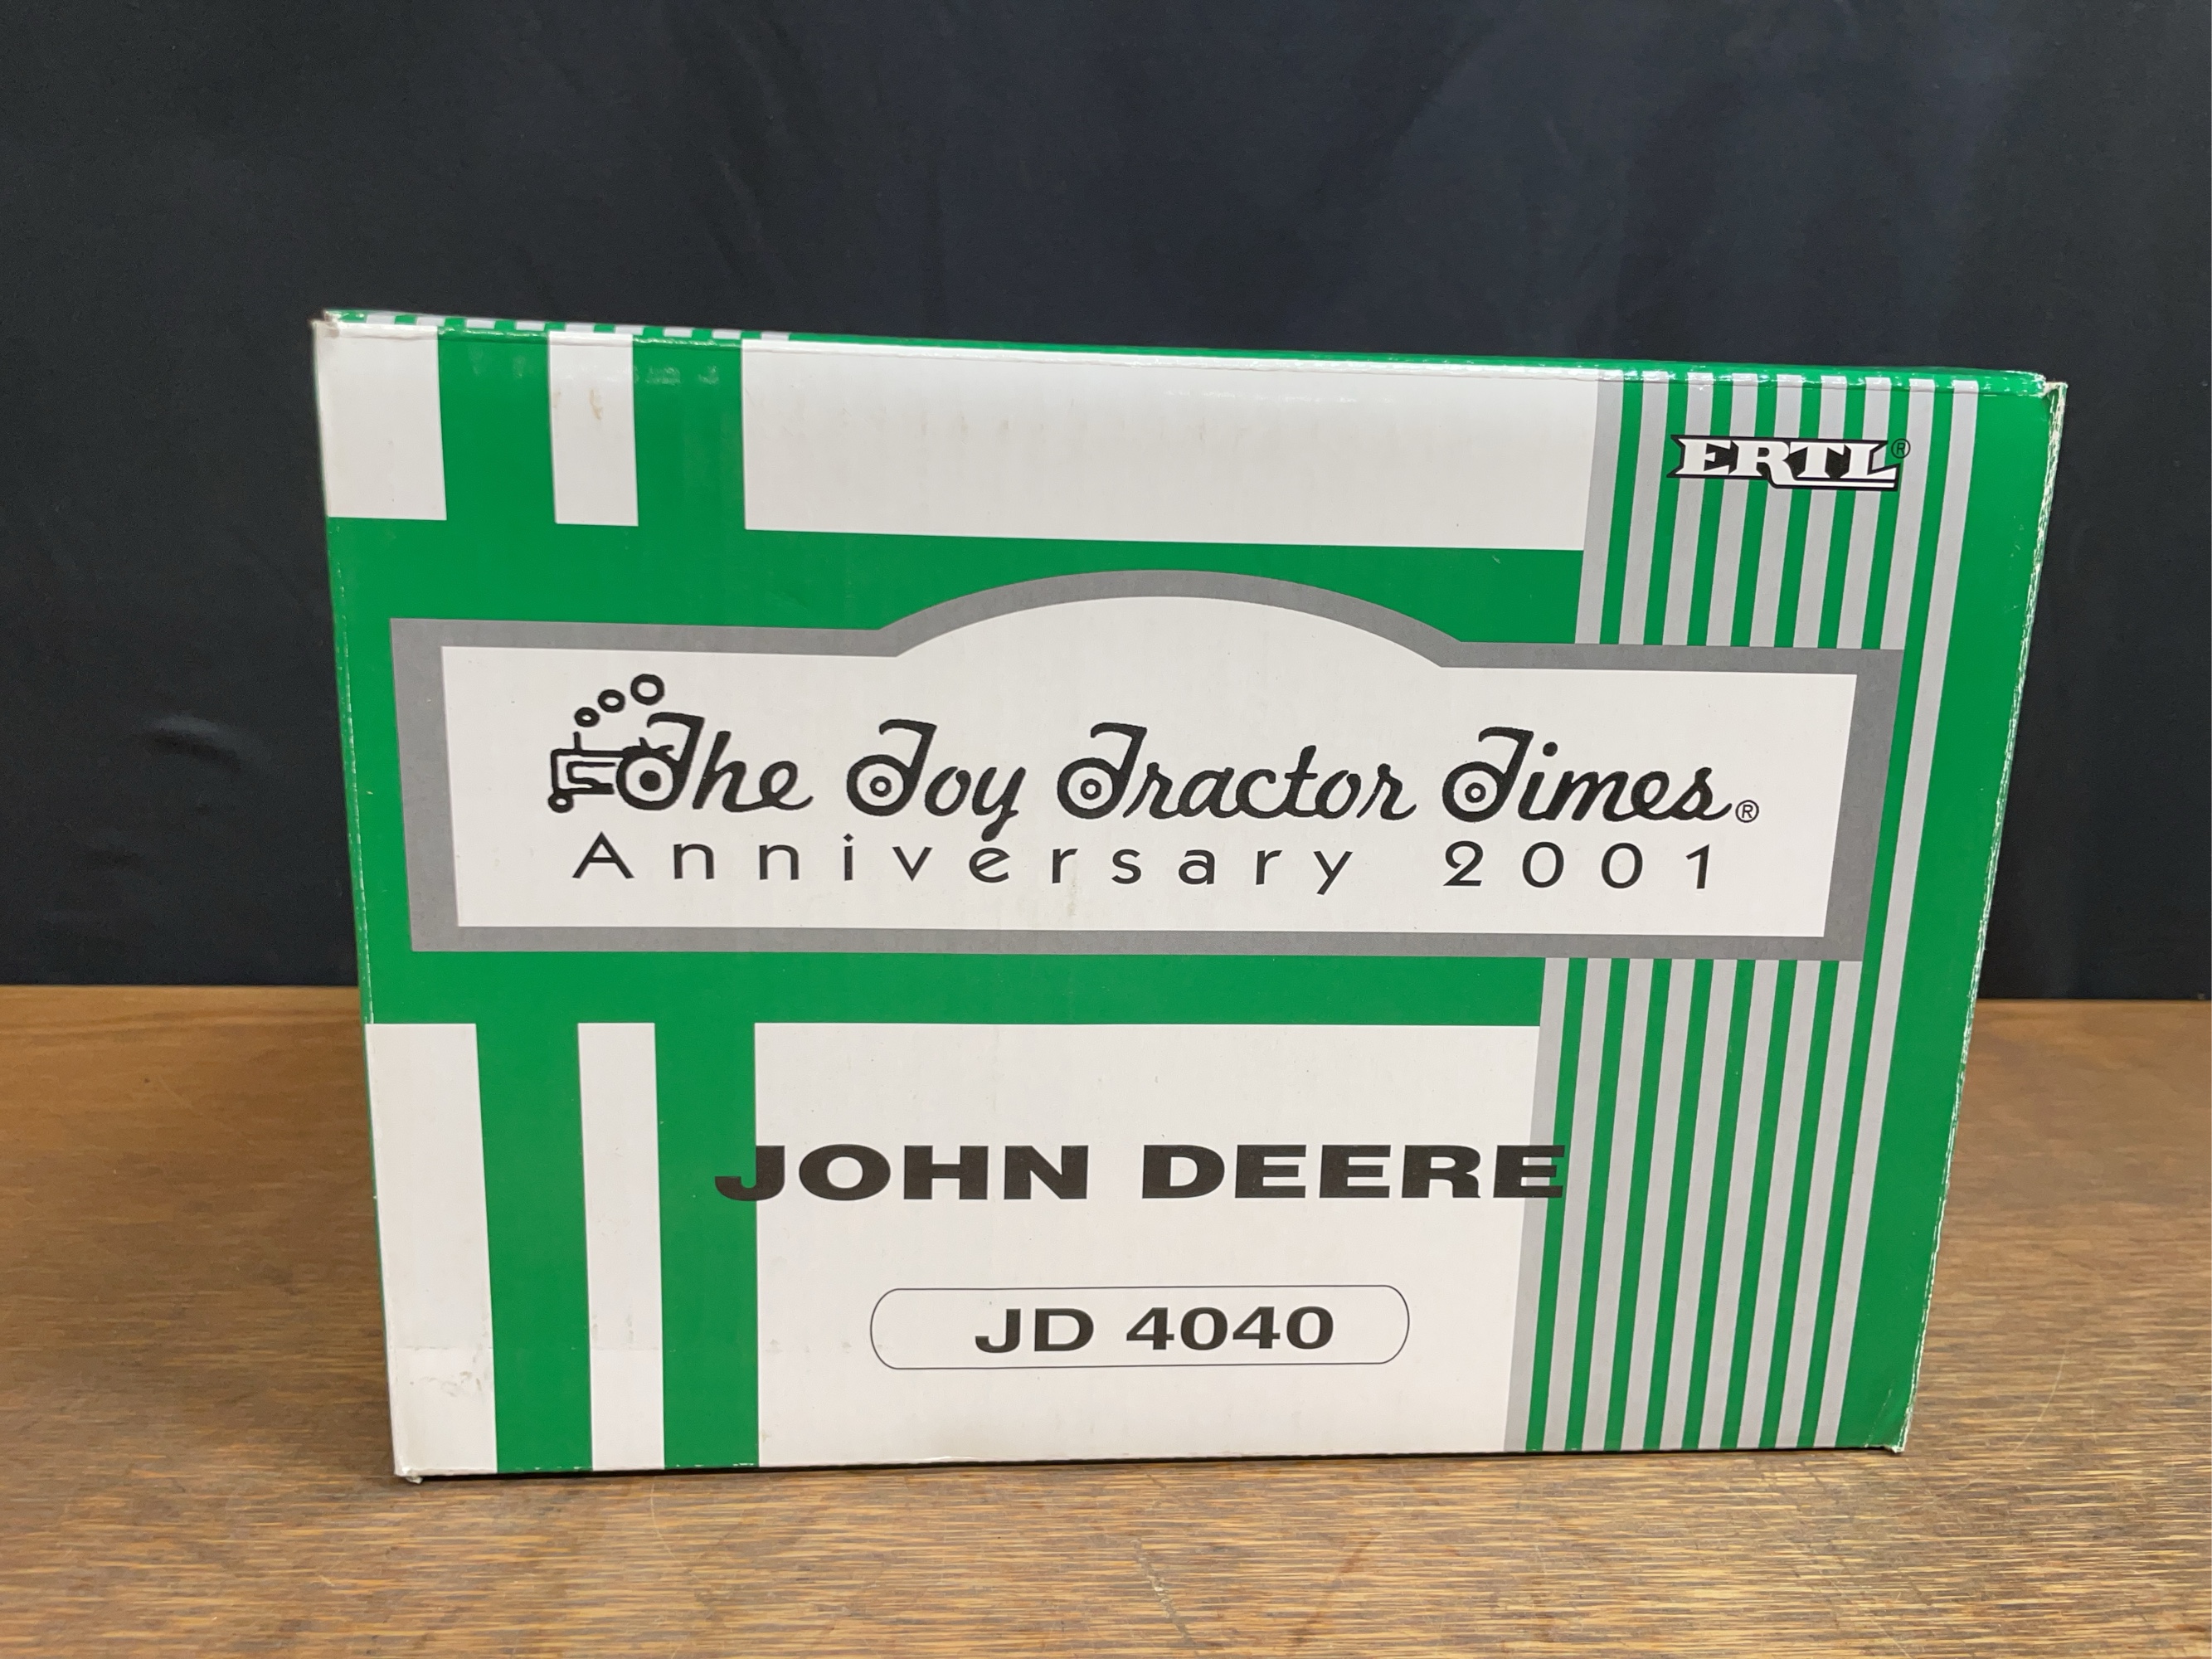 ERTL®
The Toy Tractor Times®
Anniversary 2001
JOHN DEERE
JD 4040